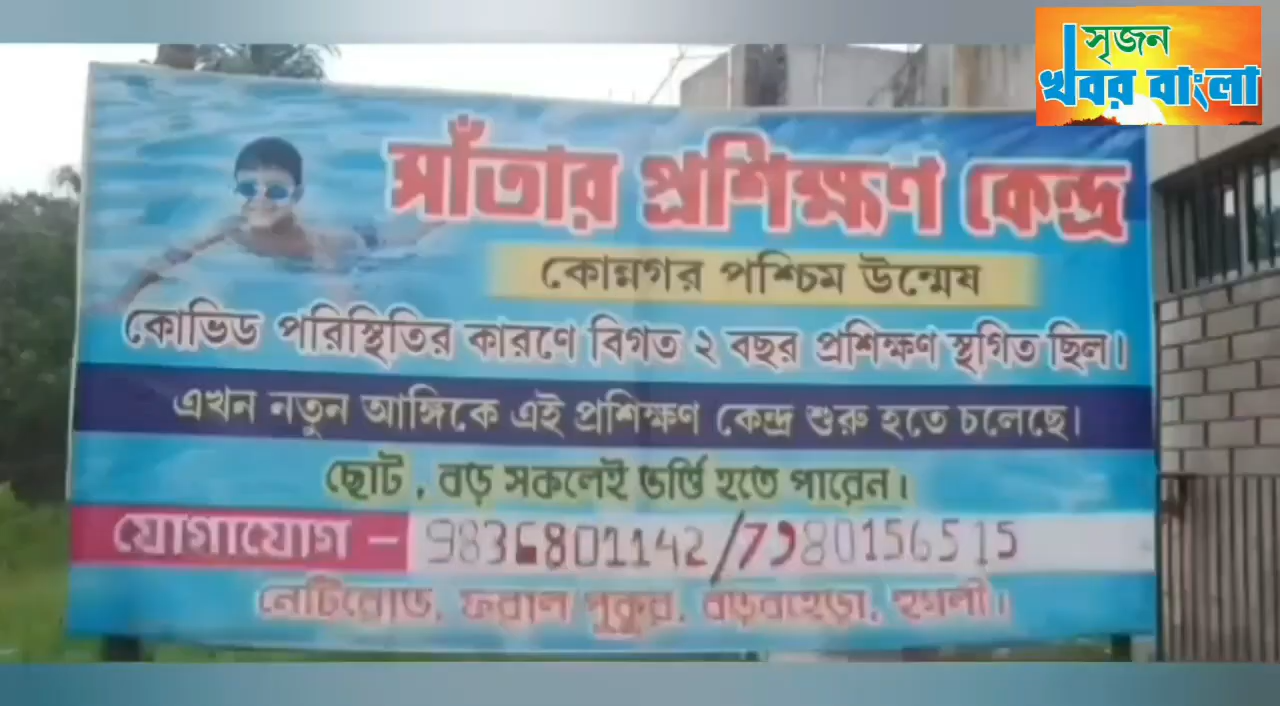 সৃজন
খবর বাংলা
সাঁতার প্রশিক্ষণ কেন্দ্র
কোন্নগর পশ্চিম উন্মেষ
কোভিড পরিস্থিতির কারণে বিগত ২ বছর প্রশিক্ষণ স্থগিত ছিল।
এখন নতুন আঙ্গিকে এই প্রশিক্ষণ কেন্দ্র শুরু হতে চলেছে।
ছোট, বড় সকলেই ভর্ত্তি হতে পারেন।
যোগাযোগ – 9836801142/7980156515
পুকুর, বড়বহেড়া, হুগলী।